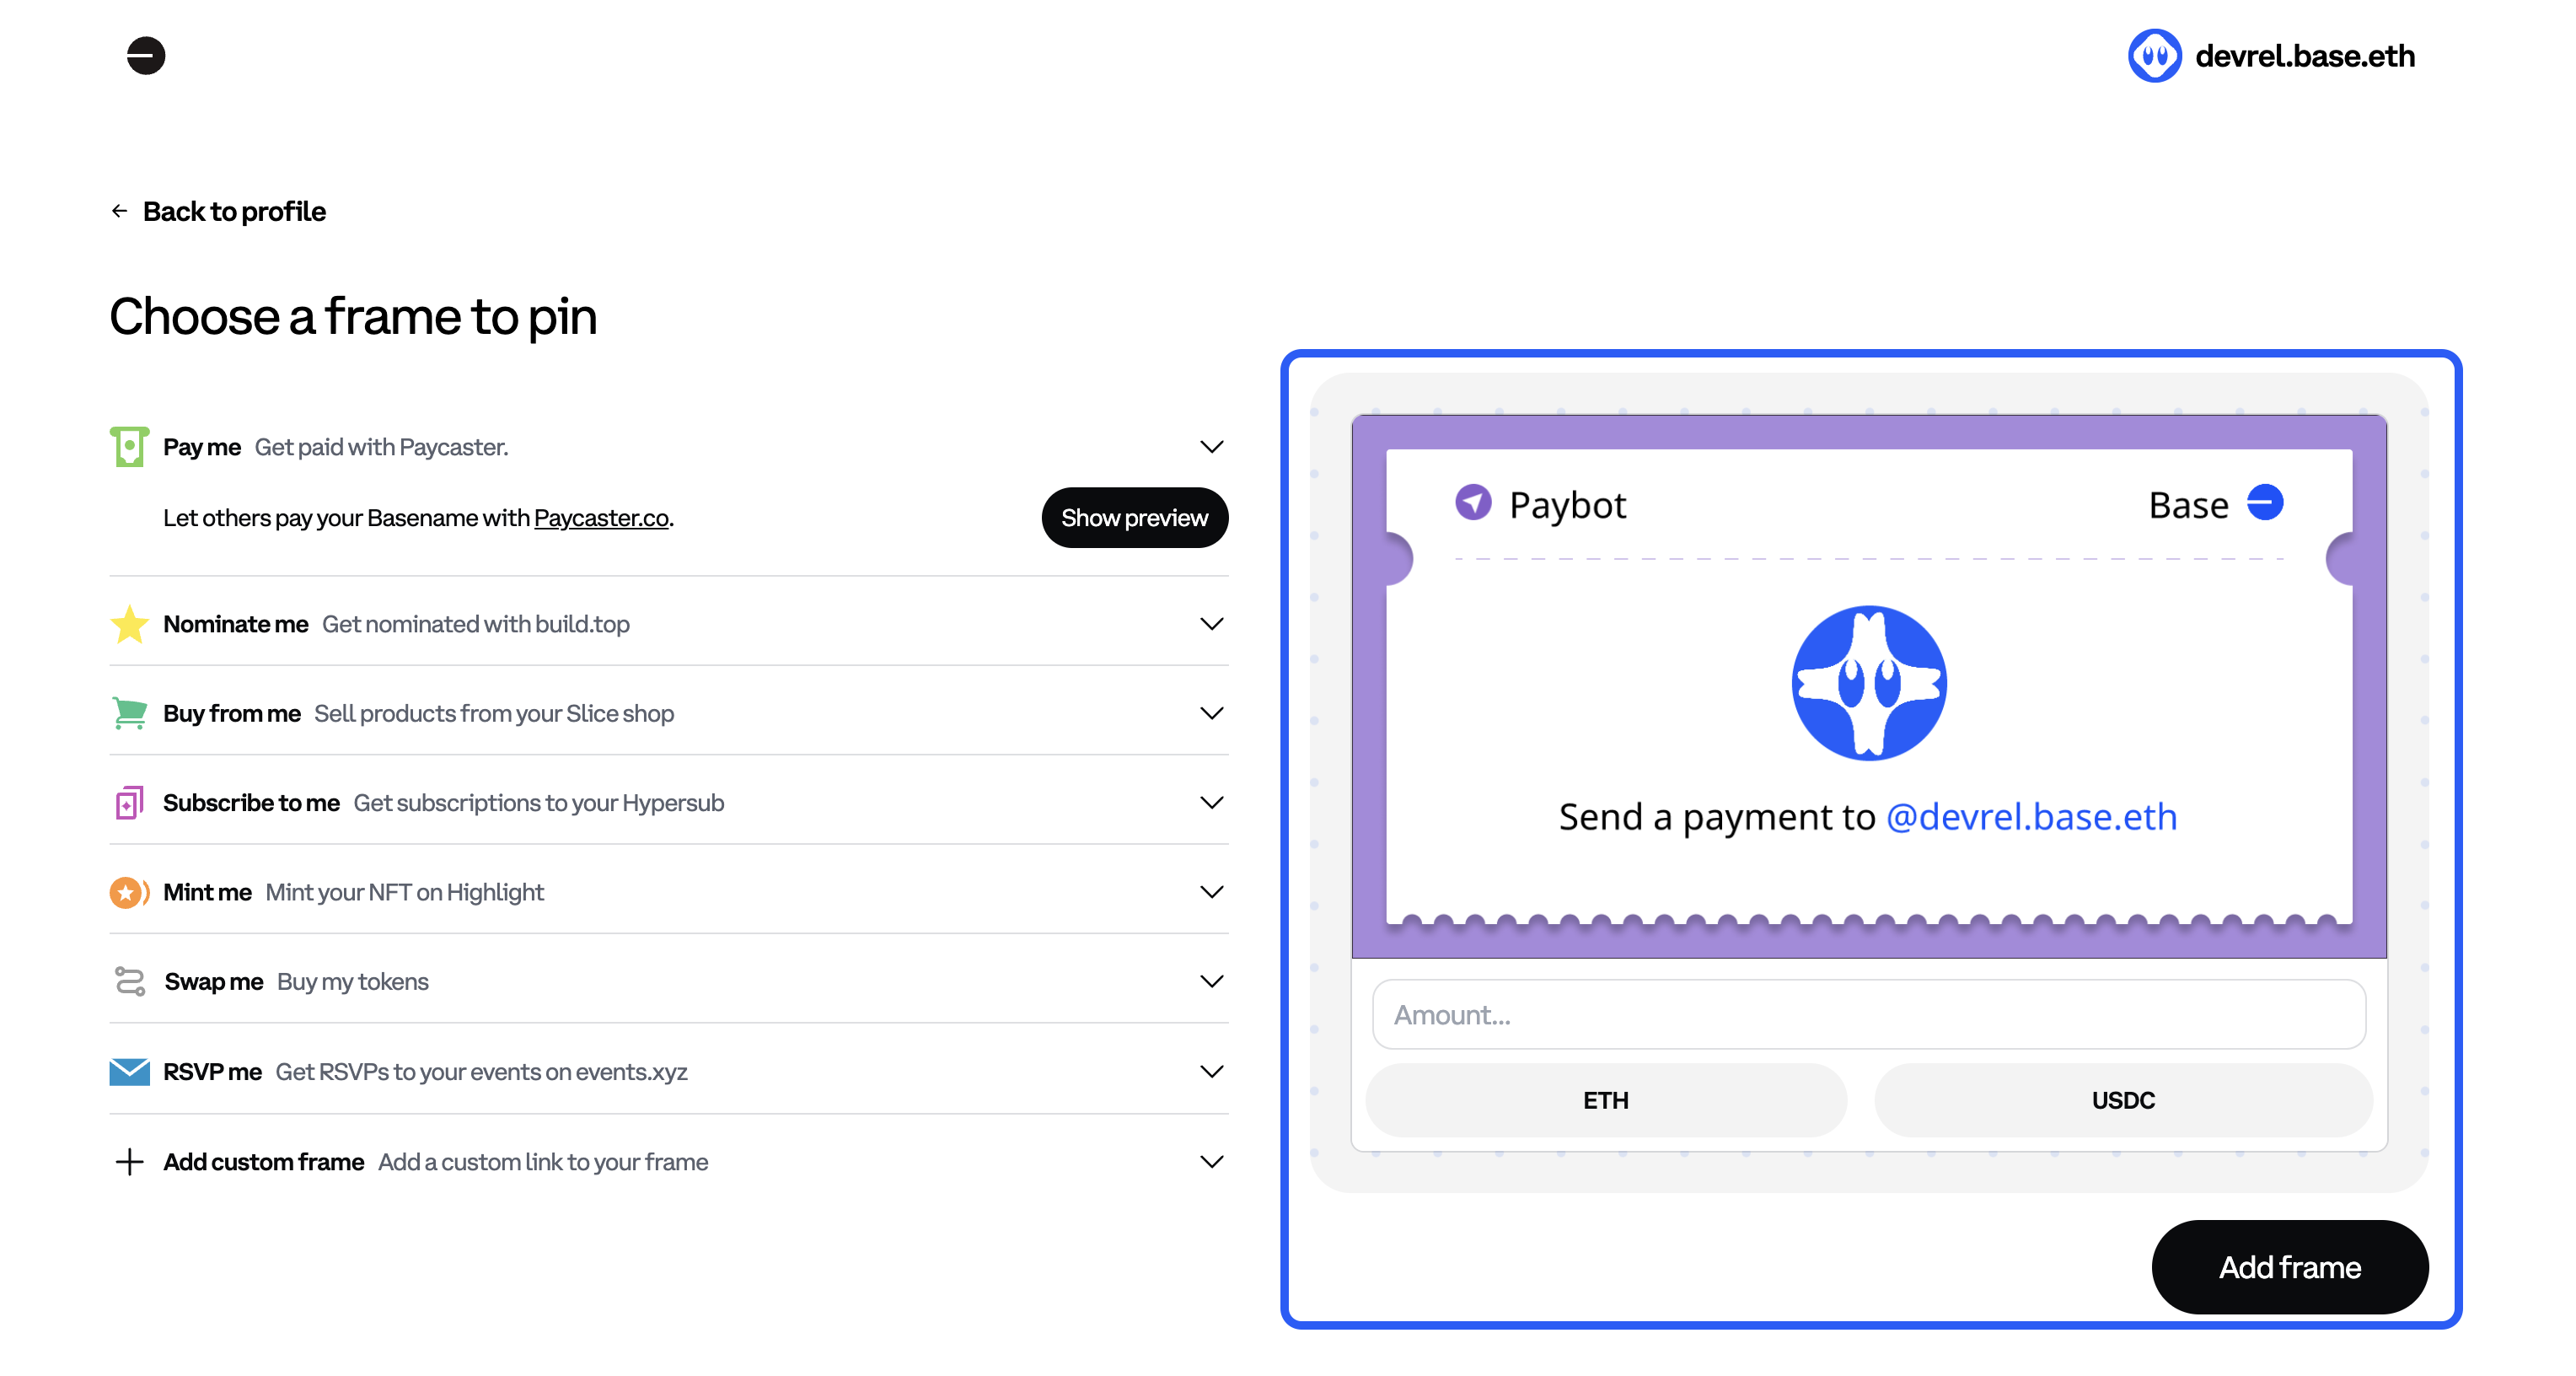 devrel.base.eth
← Back to profile
Choose a frame to pin
Pay me Get paid with Paycaster.
Let others pay your Basename with Paycaster.co.
Show preview
Nominate me Get nominated with build.top
Buy from me Sell products from your Slice shop
Subscribe to me Get subscriptions to your Hypersub
Mint me Mint your NFT on Highlight
Swap me Buy my tokens
RSVP me Get RSVPs to your events on events.xyz
Add custom frame Add a custom link to your frame
Paybot
Base
Send a payment to @devrel.base.eth
Amount...
ETH
USDC
Add frame